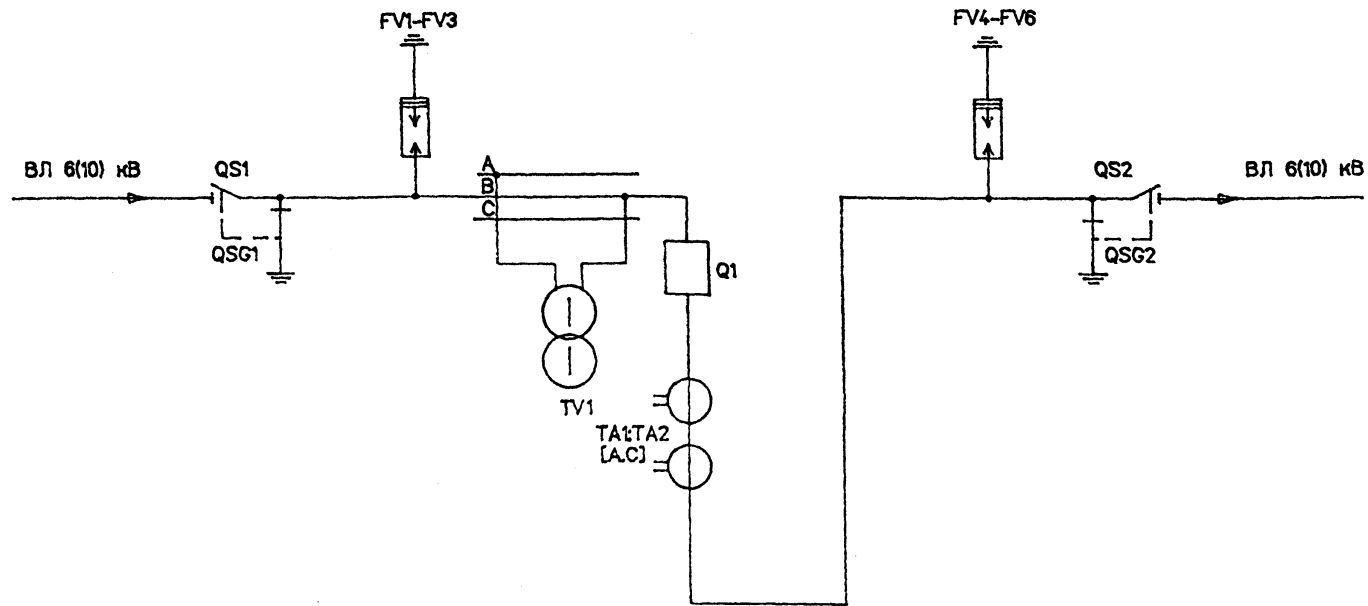 FV1-FV3
FV4-FV6
ВЛ 6(10) кВ
QS1
QSG1
A
B
C
TV1
Q1
TA1;TA2
[A,C]
QS2
QSG2
ВЛ 6(10) кВ